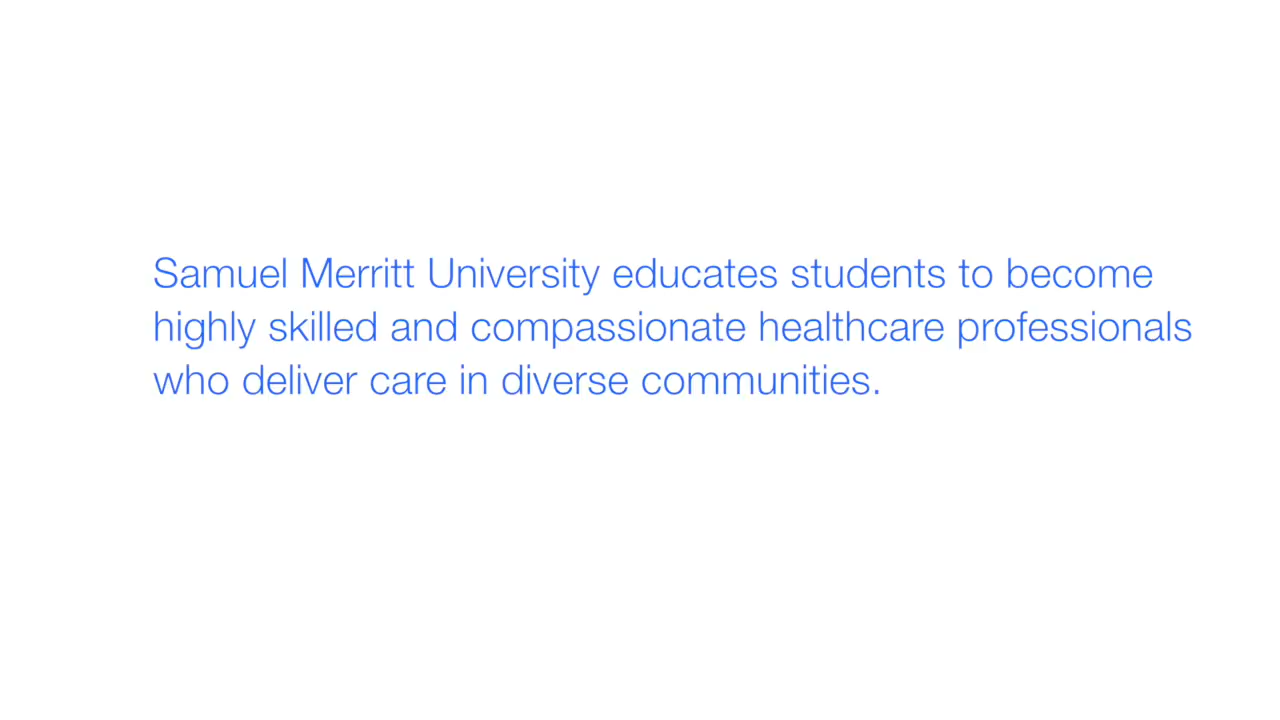 Samuel Merritt University educates students to become
highly skilled and compassionate healthcare professionals
who deliver care in diverse communities.